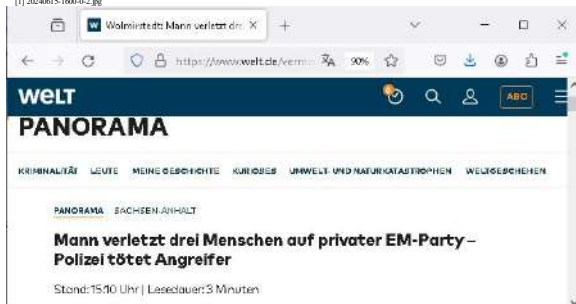 [1] 20240615-1600-0-2.jpg
Wolmirstedt: Mann verletzt dre
https://www.welt.de/verm
90%
welt
ABO
PANORAMA
KRIMINALITÄT LEUTE MEINE GESCHICHTE KURIOSES UMWELT- UND NATURKATASTROPHEN WELTGESCHEHEN
PANORAMA SACHSEN-ANHALT
Mann verletzt drei Menschen auf privater EM-Party –
Polizei tötet Angreifer
Stand: 15:10 Uhr | Lesedauer: 3 Minuten